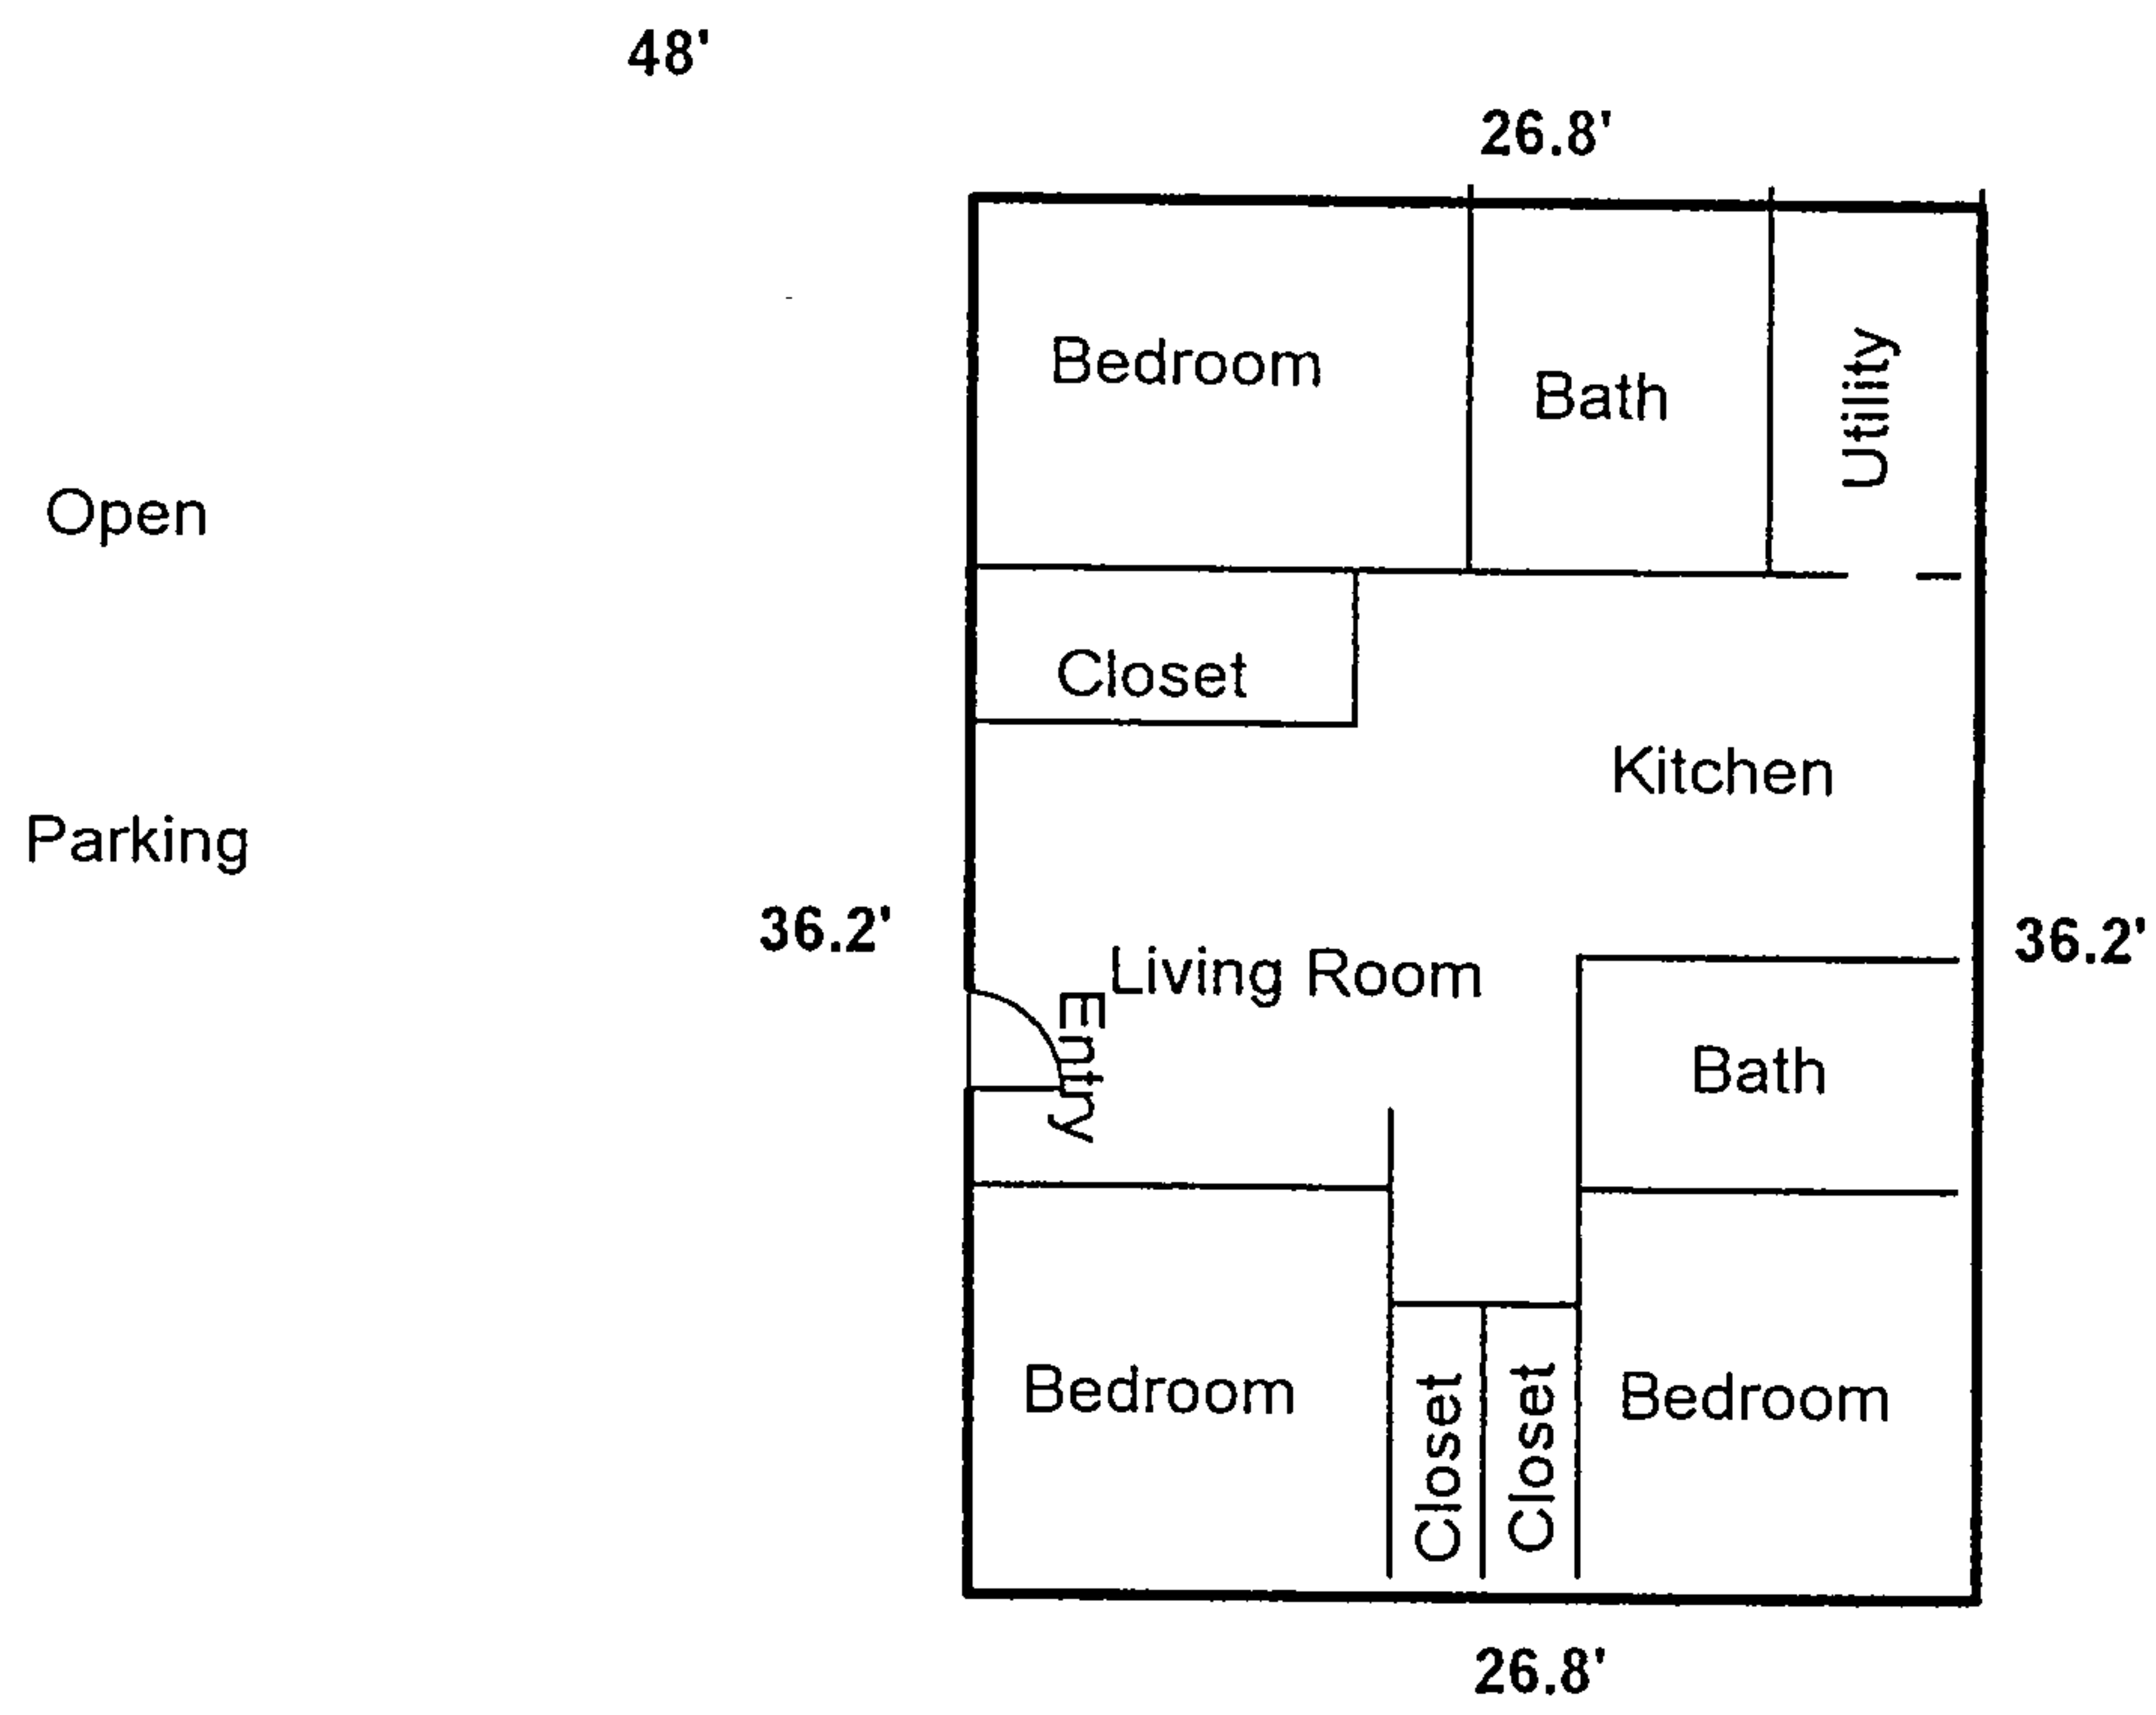 48'
26.8'
Bedroom
Bath
Utility
Open
Closet
Kitchen
Parking
36.2'
36.2'
Living Room
Entry
Bath
Bedroom
Closet
Closet
Bedroom
26.8'